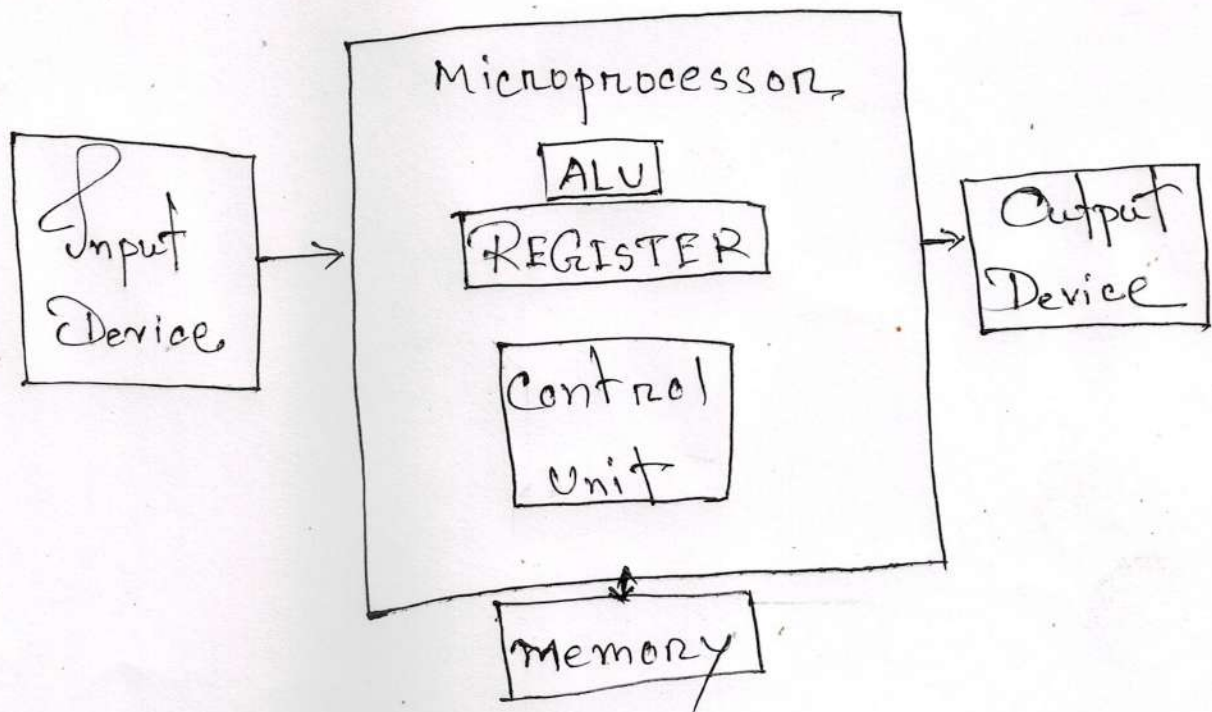 Microprocessor
ALU
REGISTER
Input
Device
Control
Unit
Output
Device
Memory